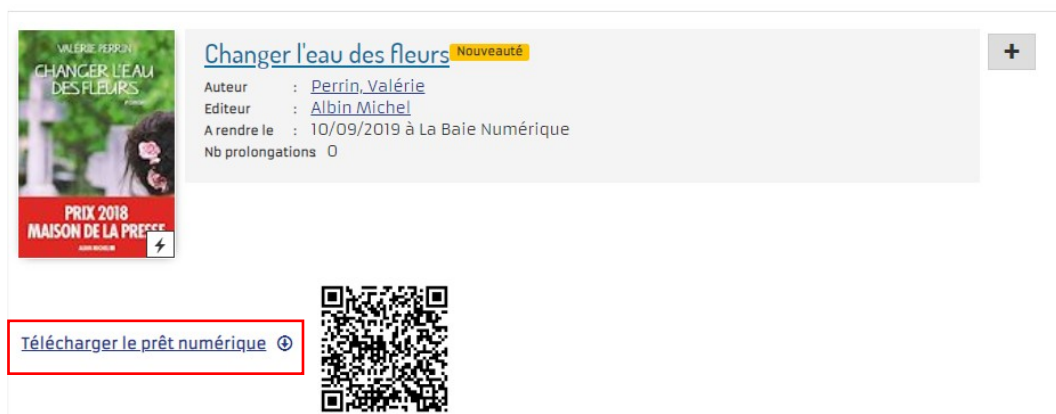 VALÉRIE PERRIN
CHANGER L'EAU
DES FLEURS
PRIX 2018
MAISON DE LA PRESSE
ALBIN MICHEL
Changer l'eau des fleurs Nouveauté
Auteur : Perrin, Valérie
Editeur : Albin Michel
A rendre le : 10/09/2019 à La Baie Numérique
Nb prolongations 0
+
Télécharger le prêt numérique